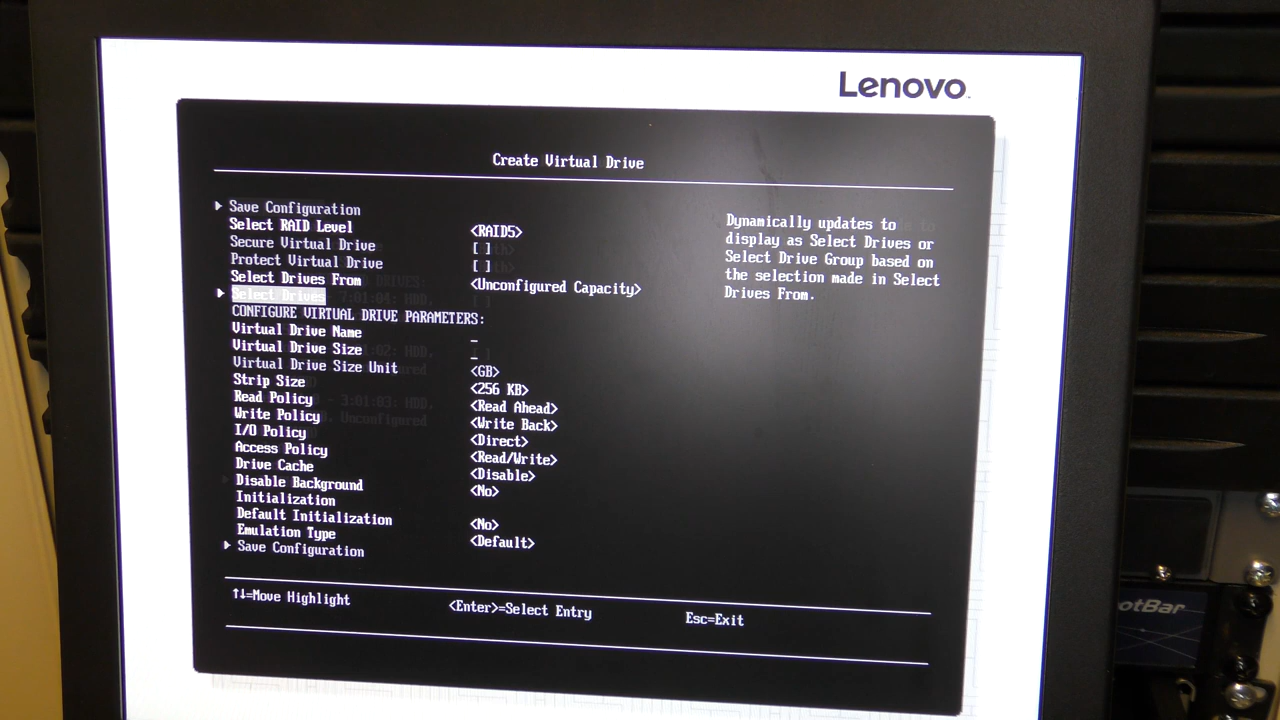 Lenovo
Create Virtual Drive
Save Configuration
Select RAID Level <RAID5>
Secure Virtual Drive [ ]
Protect Virtual Drive [ ]
Select Drives From <Unconfigured Capacity>
Select Drives
CONFIGURE VIRTUAL DRIVE PARAMETERS:
Virtual Drive Name _
Virtual Drive Size _
Virtual Drive Size Unit <GB>
Strip Size <256 KB>
Read Policy <Read Ahead>
Write Policy <Write Back>
I/O Policy <Direct>
Access Policy <Read/Write>
Drive Cache <Disable>
Disable Background <No>
Initialization
Default Initialization <No>
Emulation Type <Default>
Save Configuration
Dynamically updates to
display as Select Drives or
Select Drive Group based on
the selection made in Select
Drives From.
↑↓=Move Highlight <Enter>=Select Entry Esc=Exit
otBar